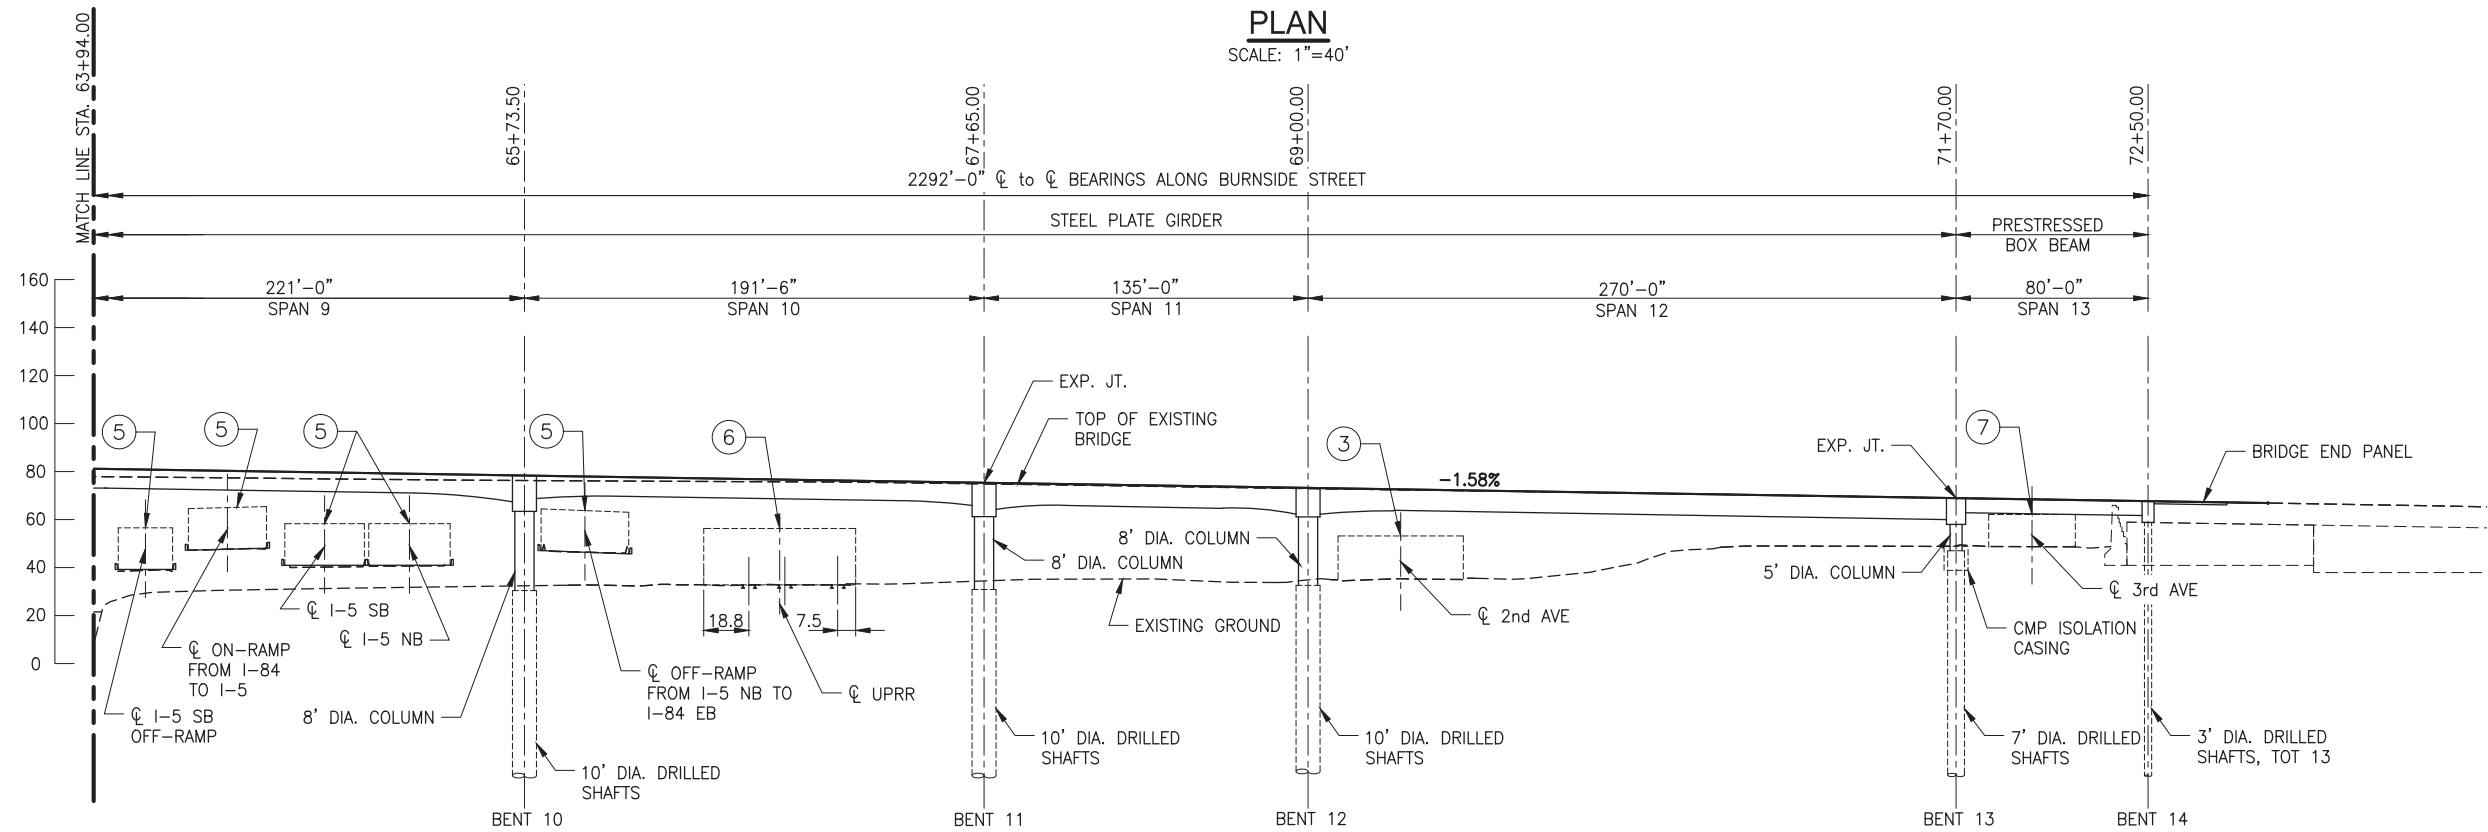 PLAN
SCALE: 1"=40'
MATCH LINE STA. 63+94.00
65+73.50
67+65.00
69+00.00
71+70.00
72+50.00
2292'-0" ℄ to ℄ BEARINGS ALONG BURNSIDE STREET
STEEL PLATE GIRDER
PRESTRESSED
BOX BEAM
221'-0"
SPAN 9
191'-6"
SPAN 10
135'-0"
SPAN 11
270'-0"
SPAN 12
80'-0"
SPAN 13
160
140
120
100
80
60
40
20
0
5
5
5
5
6
3
7
EXP. JT.
TOP OF EXISTING
BRIDGE
-1.58%
EXP. JT.
BRIDGE END PANEL
8' DIA. COLUMN
8' DIA. COLUMN
5' DIA. COLUMN
℄ I-5 SB
℄ I-5 NB
℄ ON-RAMP
FROM I-84
TO I-5
℄ I-5 SB
OFF-RAMP
8' DIA. COLUMN
18.8
7.5
℄ OFF-RAMP
FROM I-5 NB TO
I-84 EB
℄ UPRR
EXISTING GROUND
℄ 2nd AVE
℄ 3rd AVE
CMP ISOLATION
CASING
10' DIA. DRILLED
SHAFTS
10' DIA. DRILLED
SHAFTS
10' DIA. DRILLED
SHAFTS
7' DIA. DRILLED
SHAFTS
3' DIA. DRILLED
SHAFTS, TOT 13
BENT 10
BENT 11
BENT 12
BENT 13
BENT 14